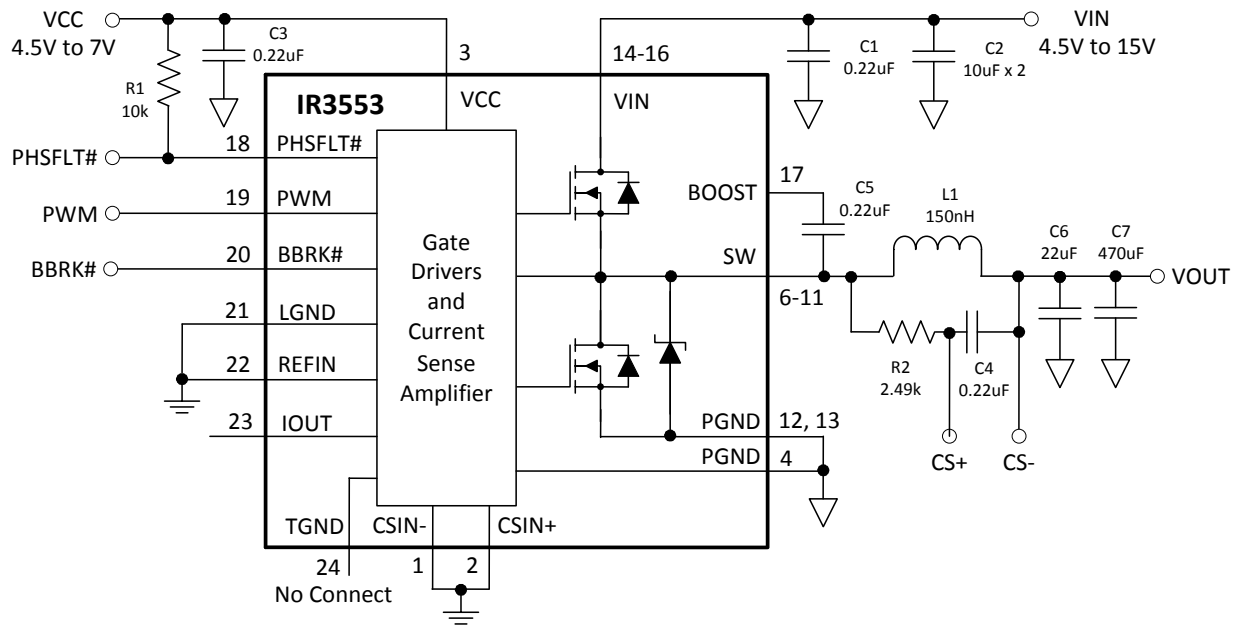 VCC
4.5V to 7V
C3
0.22uF
3
14-16
C1
0.22uF
C2
10uF x 2
VIN
4.5V to 15V
R1
10k
IR3553
VCC
VIN
PHSFLT#
18
PHSFLT#
PWM
19
PWM
BBRK#
20
BBRK#
21
LGND
22
REFIN
23
IOUT
Gate
Drivers
and
Current
Sense
Amplifier
BOOST
17
C5
0.22uF
SW
6-11
L1
150nH
C6
22uF
C7
470uF
VOUT
R2
2.49k
C4
0.22uF
CS+
CS-
PGND
12, 13
PGND
4
TGND
CSIN-
CSIN+
24
1
2
No Connect